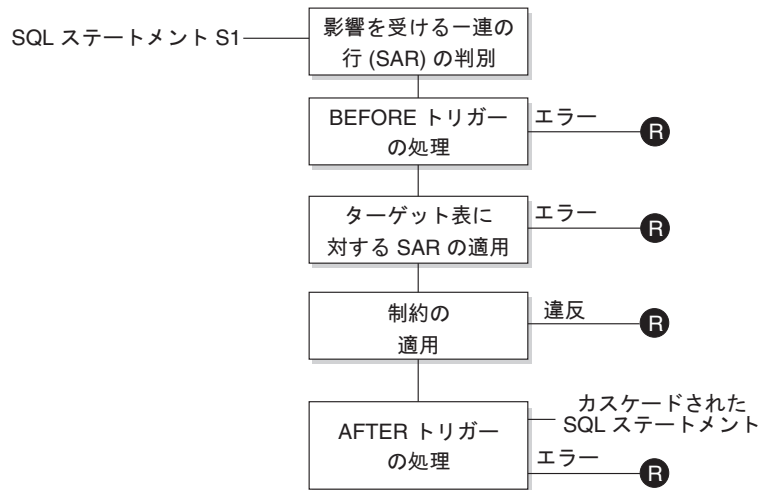 SQL ステートメント S1
影響を受ける一連の
行 (SAR) の判別
BEFORE トリガー
の処理
エラー
R
ターゲット表に
対する SAR の適用
エラー
R
制約の
適用
違反
R
AFTER トリガー
の処理
カスケードされた
SQL ステートメント
エラー
R